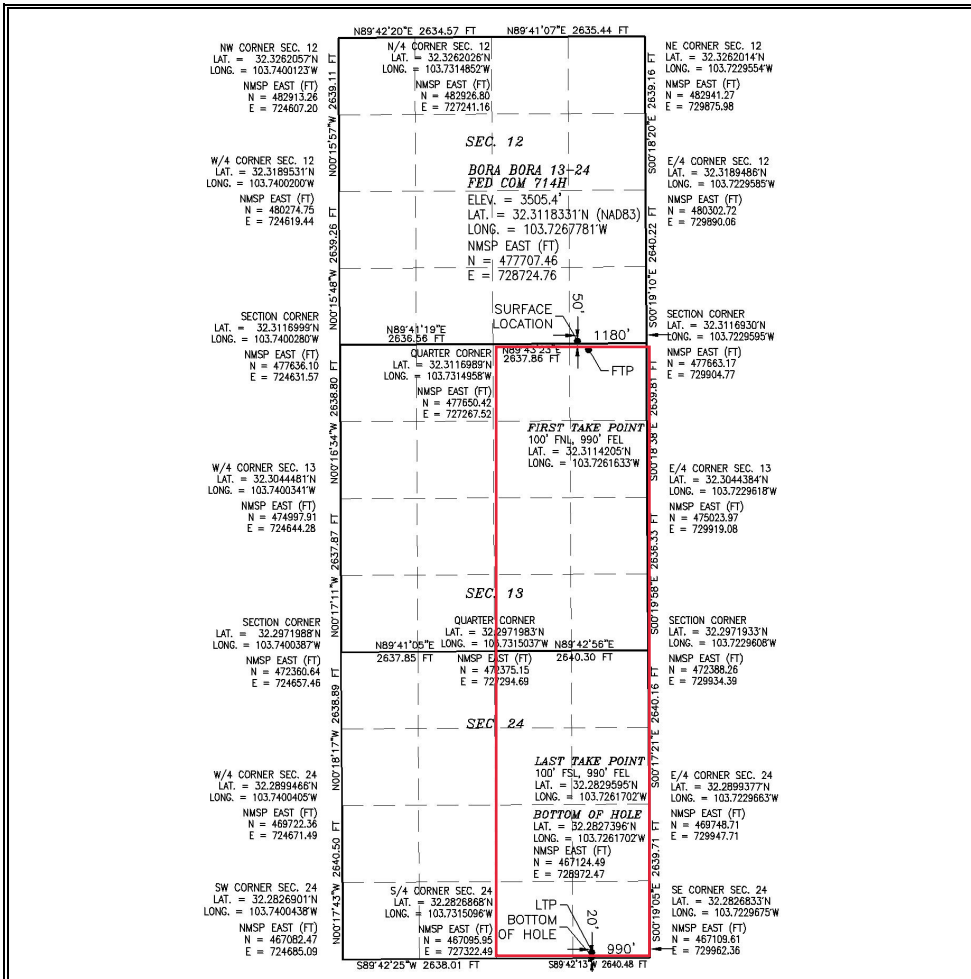 N89°42'20"E 2634.57 FT
N89°41'07"E 2635.44 FT
NW CORNER SEC. 12
LAT. = 32.3262057'N
LONG. = 103.7400123'W
NMSP EAST (FT)
N = 482913.26
E = 724607.20
N/4 CORNER SEC. 12
LAT. = 32.3262026'N
LONG. = 103.7314852'W
NMSP EAST (FT)
N = 482926.80
E = 727241.16
NE CORNER SEC. 12
LAT. = 32.3262014'N
LONG. = 103.7229554'W
NMSP EAST (FT)
N = 482941.27
E = 729875.98
N00°15'57"W 2639.11 FT
S00°18'20"E 2639.16 FT
SEC. 12
W/4 CORNER SEC. 12
LAT. = 32.3189531'N
LONG. = 103.7400200'W
NMSP EAST (FT)
N = 480274.75
E = 724619.44
BORA BORA 13-24
FED COM 714H
ELEV. = 3505.4'
LAT. = 32.3118331'N (NAD83)
LONG. = 103.7267781'W
NMSP EAST (FT)
N = 477707.46
E = 728724.76
E/4 CORNER SEC. 12
LAT. = 32.3189486'N
LONG. = 103.7229585'W
NMSP EAST (FT)
N = 480302.72
E = 729890.06
N00°15'48"W 2639.26 FT
S00°19'10"E 2640.22 FT
SURFACE
LOCATION
50'
1180'
FTP
SECTION CORNER
LAT. = 32.3116999'N
LONG. = 103.7400280'W
NMSP EAST (FT)
N = 477636.10
E = 724631.57
N89°41'19"E
2636.56 FT
N89°43'23"E
2637.86 FT
QUARTER CORNER
LAT. = 32.3116989'N
LONG. = 103.7314958'W
NMSP EAST (FT)
N = 477650.42
E = 727267.52
SECTION CORNER
LAT. = 32.3116930'N
LONG. = 103.7229595'W
NMSP EAST (FT)
N = 477663.17
E = 729904.77
N00°16'34"W 2638.80 FT
S00°18'38"E 2639.81 FT
FIRST TAKE POINT
100' FNL, 990' FEL
LAT. = 32.3114205'N
LONG. = 103.7261633'W
W/4 CORNER SEC. 13
LAT. = 32.3044481'N
LONG. = 103.7400341'W
NMSP EAST (FT)
N = 474997.91
E = 724644.28
E/4 CORNER SEC. 13
LAT. = 32.3044384'N
LONG. = 103.7229618'W
NMSP EAST (FT)
N = 475023.97
E = 729919.08
N00°17'11"W 2637.87 FT
S00°19'58"E 2636.33 FT
SEC. 13
SECTION CORNER
LAT. = 32.2971988'N
LONG. = 103.7400387'W
NMSP EAST (FT)
N = 472360.64
E = 724657.46
QUARTER CORNER
LAT. = 32.2971983'N
LONG. = 103.7315037'W
NMSP EAST (FT)
N = 472375.15
E = 727294.69
N89°41'05"E
2637.85 FT
N89°42'56"E
2640.30 FT
SECTION CORNER
LAT. = 32.2971933'N
LONG. = 103.7229608'W
NMSP EAST (FT)
N = 472388.26
E = 729934.39
N00°18'17"W 2638.89 FT
S00°17'21"E 2640.16 FT
SEC. 24
W/4 CORNER SEC. 24
LAT. = 32.2899466'N
LONG. = 103.7400405'W
NMSP EAST (FT)
N = 469722.36
E = 724671.49
LAST TAKE POINT
100' FSL, 990' FEL
LAT. = 32.2829595'N
LONG. = 103.7261702'W
BOTTOM OF HOLE
LAT. = 32.2827396'N
LONG. = 103.7261702'W
NMSP EAST (FT)
N = 467124.49
E = 728972.47
E/4 CORNER SEC. 24
LAT. = 32.2899377'N
LONG. = 103.7229663'W
NMSP EAST (FT)
N = 469748.71
E = 729947.71
N00°17'43"W 2640.50 FT
S00°19'05"E 2639.71 FT
SW CORNER SEC. 24
LAT. = 32.2826901'N
LONG. = 103.7400438'W
NMSP EAST (FT)
N = 467082.47
E = 724685.09
S/4 CORNER SEC. 24
LAT. = 32.2826868'N
LONG. = 103.7315096'W
NMSP EAST (FT)
N = 467095.95
E = 727322.49
LTP
BOTTOM
OF HOLE
20'
990'
SE CORNER SEC. 24
LAT. = 32.2826833'N
LONG. = 103.7229675'W
NMSP EAST (FT)
N = 467109.61
E = 729962.36
S89°42'25"W 2638.01 FT
S89°42'13"W 2640.48 FT